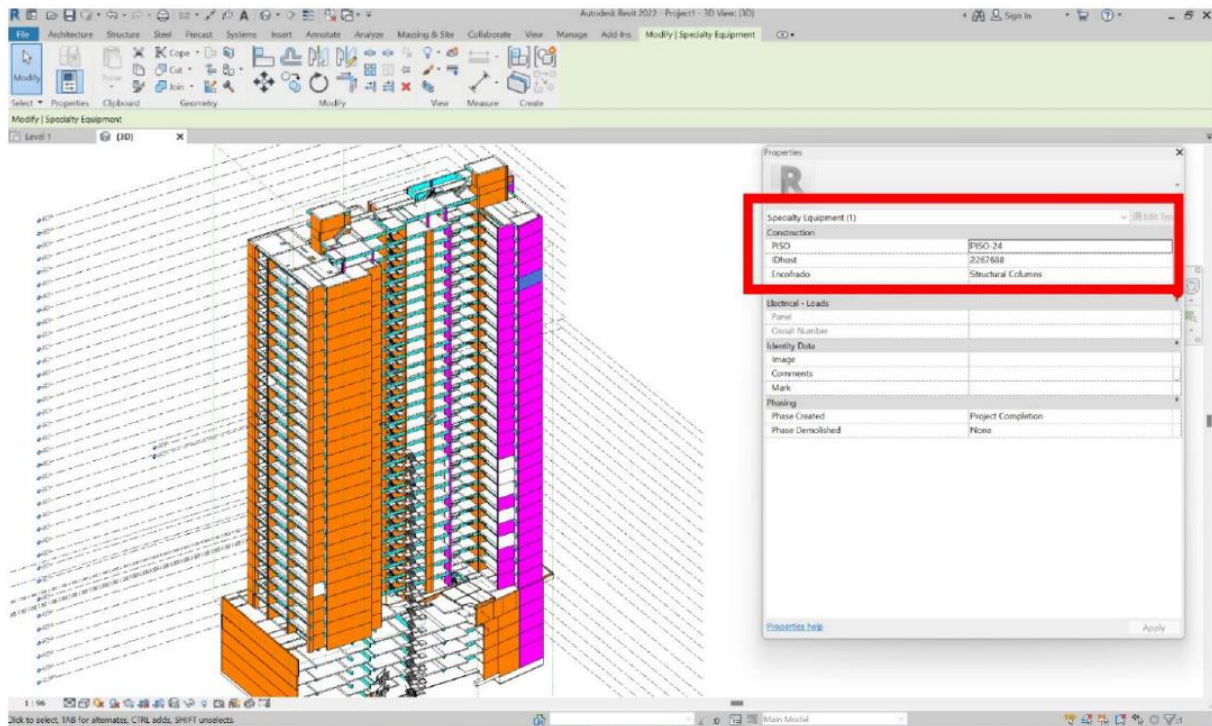 Autodesk Revit 2022 - Project1 - 3D View: {3D}
Sign In
File Architecture Structure Steel Precast Systems Insert Annotate Analyze Massing & Site Collaborate View Manage Add-Ins Modify | Specialty Equipment
Modify Paste Cope
Cut
Join
Select Properties Clipboard Geometry Modify View Measure Create
Modify | Specialty Equipment
Level 1 {3D}
Properties
R
Specialty Equipment (1) Edit Type
Construction
PISO PISO-24
IDhost 2267688
Encofrado Structural Columns
Electrical - Loads
Panel
Circuit Number
Identity Data
Image
Comments
Mark
Phasing
Phase Created Project Completion
Phase Demolished None
Properties help Apply
1 : 96
Click to select, TAB for alternates, CTRL adds, SHIFT unselects.
:0 Main Model